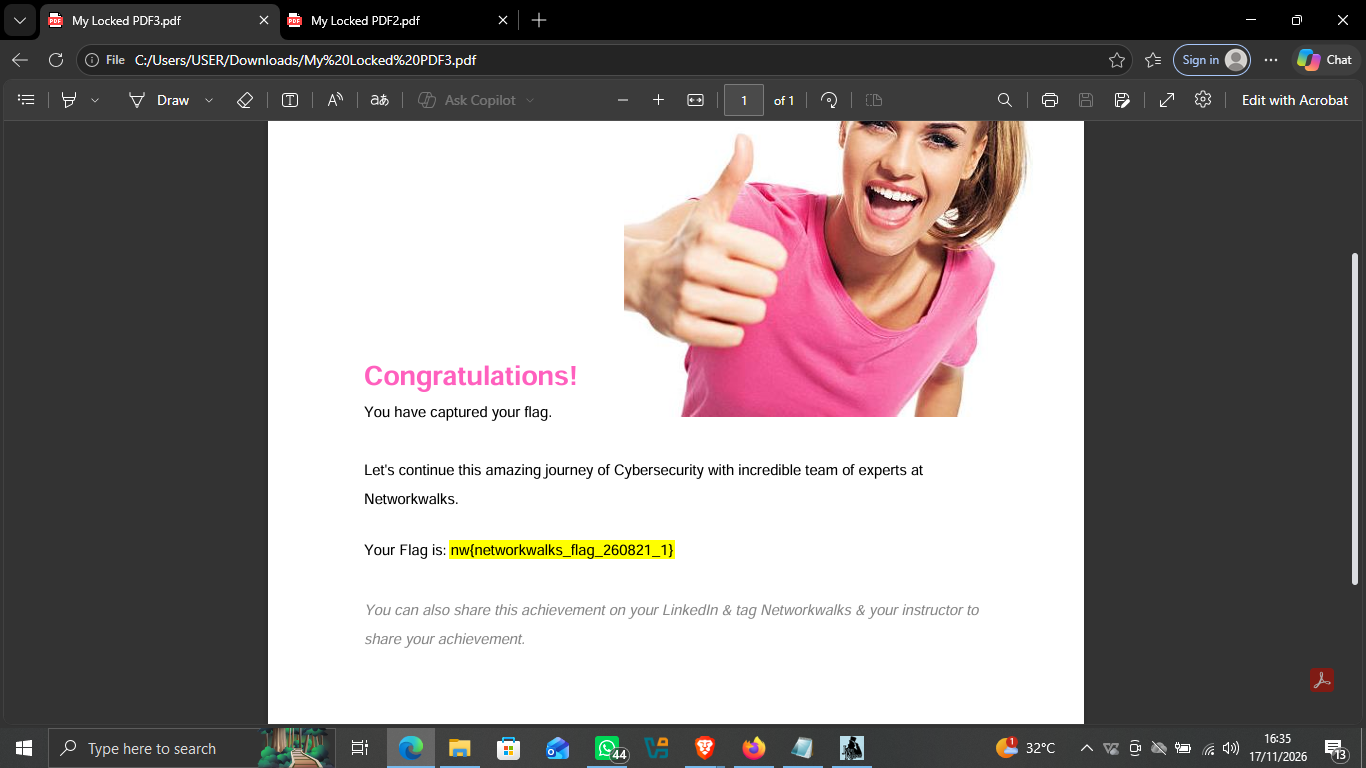 My Locked PDF3.pdf
My Locked PDF2.pdf
File C:/Users/USER/Downloads/My%20Locked%20PDF3.pdf
Sign in
Chat
Draw
Ask Copilot
1 of 1
Edit with Acrobat
Congratulations!
You have captured your flag.
Let's continue this amazing journey of Cybersecurity with incredible team of experts at
Networkwalks.
Your Flag is: nw{networkwalks_flag_260821_1}
You can also share this achievement on your LinkedIn & tag Networkwalks & your instructor to
share your achievement.
Type here to search
44
1
32°C
16:35
17/11/2026
13